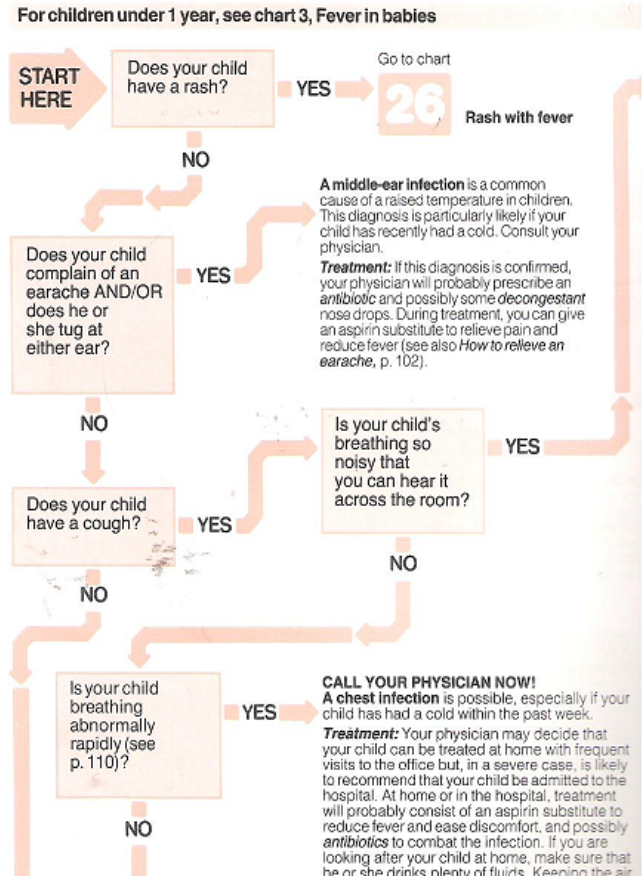 For children under 1 year, see chart 3, Fever in babies
START
HERE
Does your child
have a rash?
YES
Go to chart
26
Rash with fever
NO
A middle-ear infection is a common
cause of a raised temperature in children.
This diagnosis is particularly likely if your
child has recently had a cold. Consult your
physician.
Treatment: If this diagnosis is confirmed,
your physician will probably prescribe an
antibiotic and possibly some decongestant
nose drops. During treatment, you can give
an aspirin substitute to relieve pain and
reduce fever (see also How to relieve an
earache, p. 102).
Does your child
complain of an
earache AND/OR
does he or
she tug at
either ear?
YES
NO
Does your child
have a cough?
YES
Is your child's
breathing so
noisy that
you can hear it
across the room?
YES
NO
NO
Is your child
breathing
abnormally
rapidly (see
p. 110)?
YES
CALL YOUR PHYSICIAN NOW!
A chest infection is possible, especially if your
child has had a cold within the past week.
Treatment: Your physician may decide that
your child can be treated at home with frequent
visits to the office but, in a severe case, is likely
to recommend that your child be admitted to the
hospital. At home or in the hospital, treatment
will probably consist of an aspirin substitute to
reduce fever and ease discomfort, and possibly
antibiotics to combat the infection. If you are
looking after your child at home, make sure that
he or she drinks plenty of fluids. Keeping the air
NO